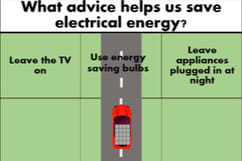 What advice helps us save
electrical energy?
Leave the TV
on
Use energy
saving bulbs
Leave
appliances
plugged in at
night